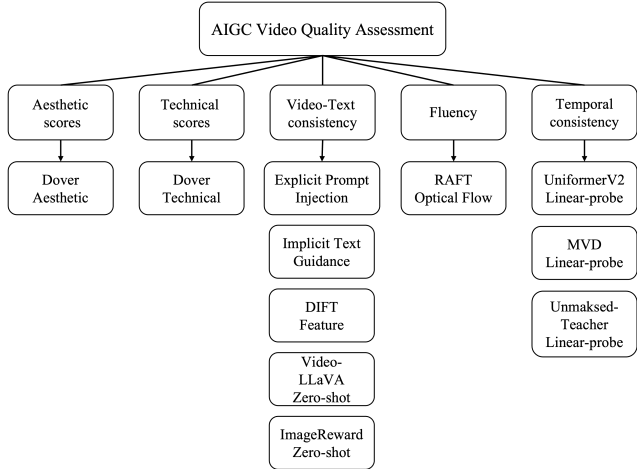 AIGC Video Quality Assessment
Aesthetic
scores
Technical
scores
Video-Text
consistency
Fluency
Temporal
consistency
Dover
Aesthetic
Dover
Technical
Explicit Prompt
Injection
RAFT
Optical Flow
UniformerV2
Linear-probe
Implicit Text
Guidance
MVD
Linear-probe
DIFT
Feature
Unmaksed-
Teacher
Linear-probe
Video-
LLaVA
Zero-shot
ImageReward
Zero-shot